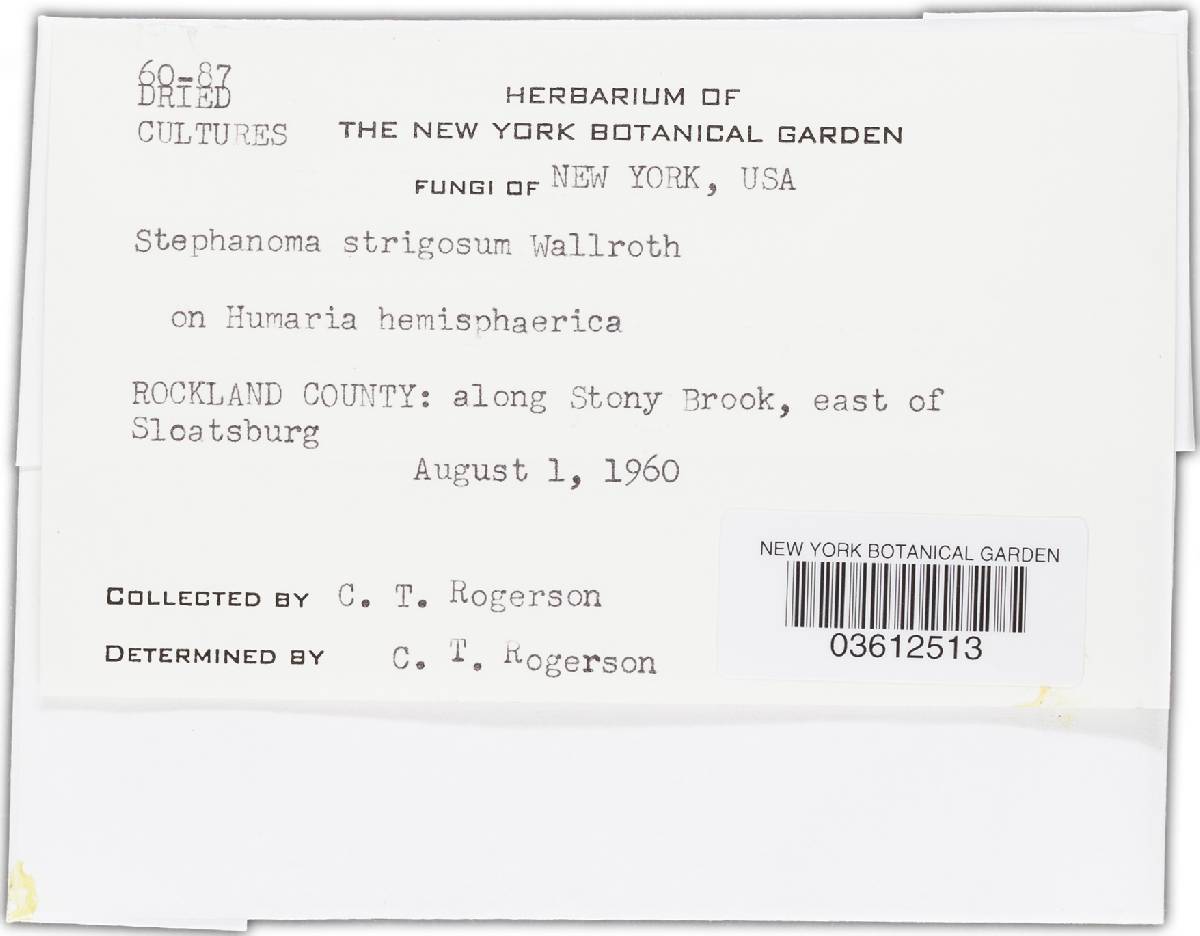 60-87
DRIED
CULTURES
HERBARIUM OF
THE NEW YORK BOTANICAL GARDEN
FUNGI OF NEW YORK, USA
Stephanoma strigosum Wallroth
on Humaria hemisphaerica
ROCKLAND COUNTY: along Stony Brook, east of
Sloatsburg
August 1, 1960
COLLECTED BY C. T. Rogerson
DETERMINED BY C. T. Rogerson
NEW YORK BOTANICAL GARDEN
03612513